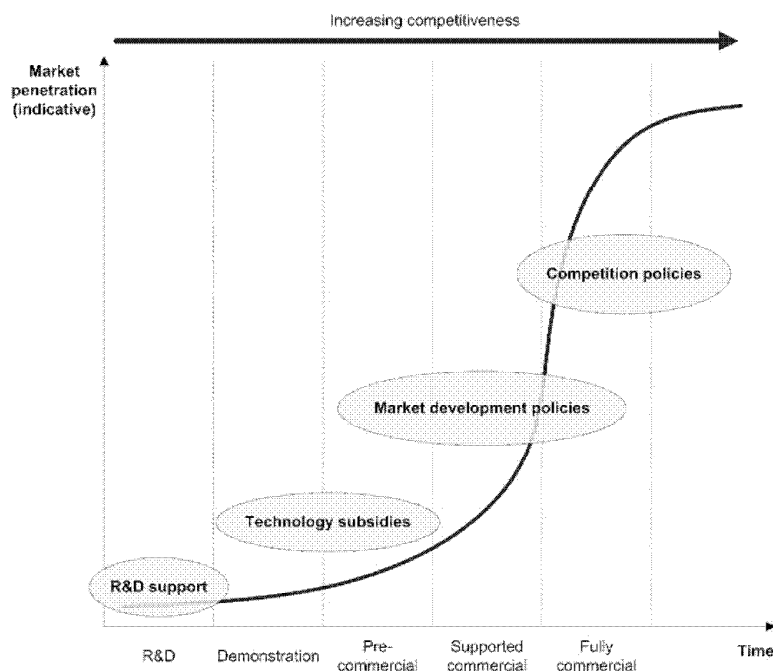 Increasing competitiveness
Market
penetration
(indicative)
Competition policies
Market development policies
Technology subsidies
R&D support
R&D
Demonstration
Pre-
commercial
Supported
commercial
Fully
commercial
Time